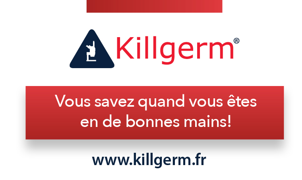 Killgerm®
Vous savez quand vous êtes
en de bonnes mains!
www.killgerm.fr